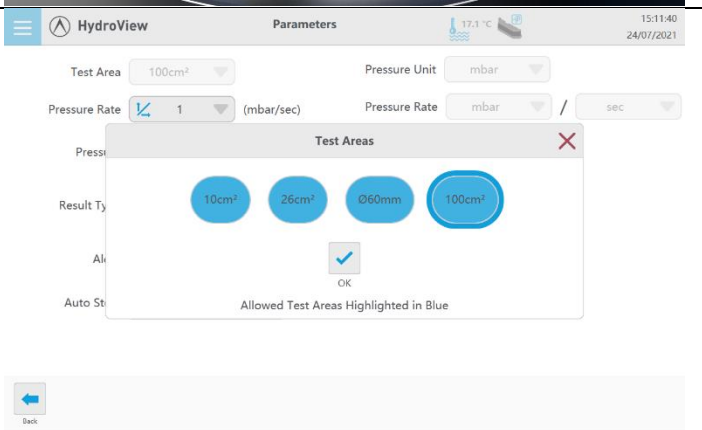 HydroView
Parameters
17.1 °C
15:11:40
24/07/2021
Test Area 100cm² Pressure Unit mbar
Pressure Rate 1 (mbar/sec) Pressure Rate mbar / sec
Test Areas
Result Ty
10cm² 26cm² Ø60mm 100cm²
OK
Auto St
Allowed Test Areas Highlighted in Blue
Back